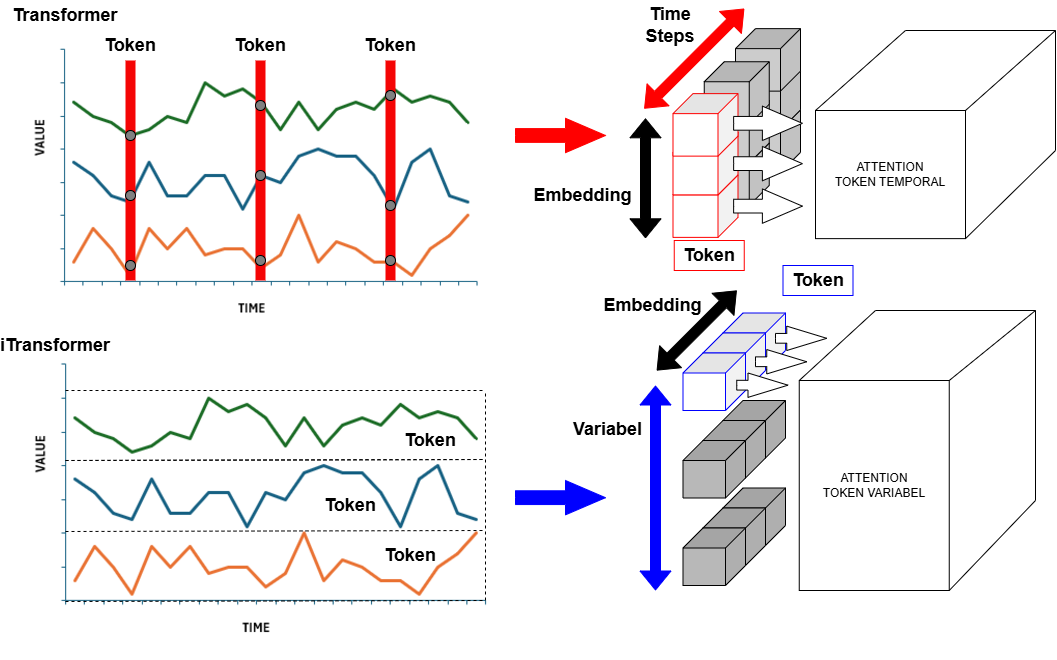 Transformer
Token
Token
Token
VALUE
TIME
Time
Steps
Embedding
Token
ATTENTION
TOKEN TEMPORAL
iTransformer
VALUE
Token
Token
Token
TIME
Token
Embedding
Variabel
ATTENTION
TOKEN VARIABEL